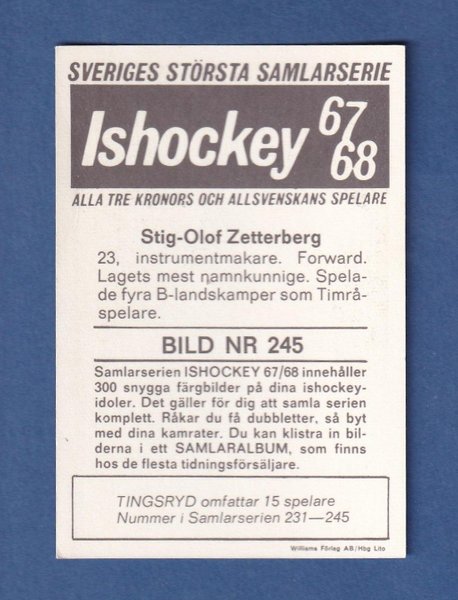 SVERIGES STÖRSTA SAMLARSERIE
Ishockey 67
68
ALLA TRE KRONORS OCH ALLSVENSKANS SPELARE
Stig-Olof Zetterberg
23, instrumentmakare. Forward.
Lagets mest namnkunnige. Spela-
de fyra B-landskamper som Timrå-
spelare.
BILD NR 245
Samlarserien ISHOCKEY 67/68 innehåller
300 snygga färgbilder på dina ishockey-
idoler. Det gäller för dig att samla serien
komplett. Råkar du få dubbletter, så byt
med dina kamrater. Du kan klistra in bil-
derna i ett SAMLARALBUM, som finns
hos de flesta tidningsförsäljare.
TINGSRYD omfattar 15 spelare
Nummer i Samlarserien 231—245
Williams Förlag AB/Hbg Lito